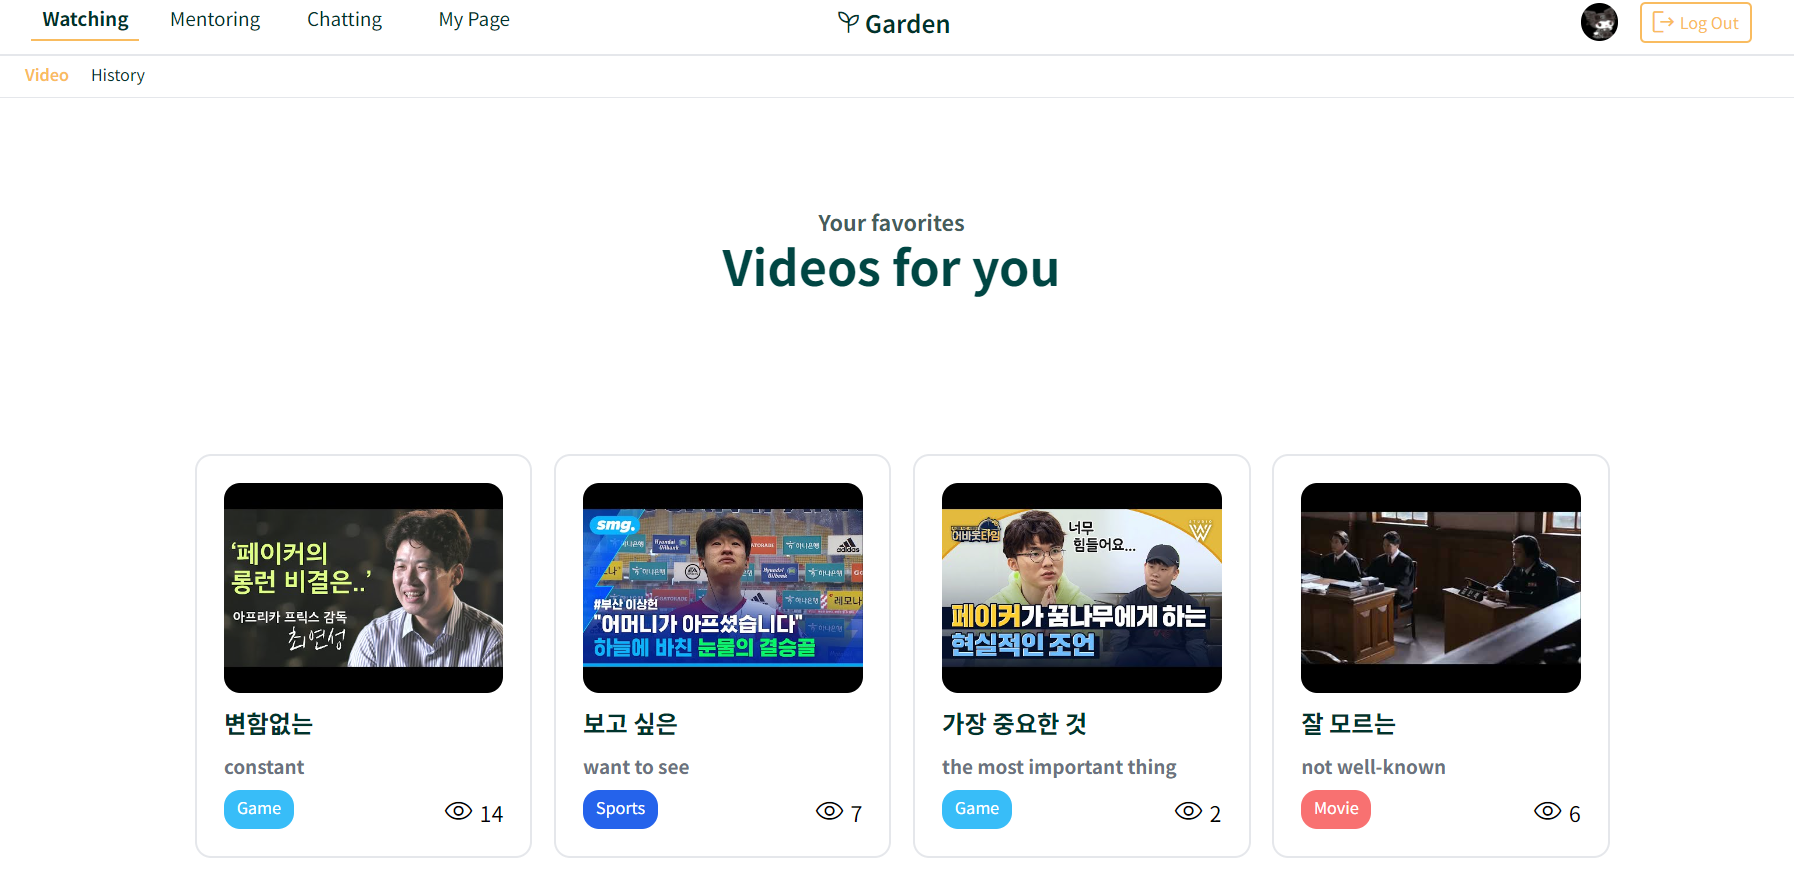 Watching
Mentoring
Chatting
My Page
Garden
Log Out
Video
History
Your favorites
Videos for you
'페이커의
롱런 비결은..'
아프리카 프릭스 감독
최연성
smg.
#부산 이상헌
"어머니가 아프셨습니다"
하늘에 바친 눈물의 결승골
어바웃타임
너무
힘들어요...
STUDIO
W
페이커가 꿈나무에게 하는
현실적인 조언
변함없는
constant
Game
14
보고 싶은
want to see
Sports
7
가장 중요한 것
the most important thing
Game
2
잘 모르는
not well-known
Movie
6